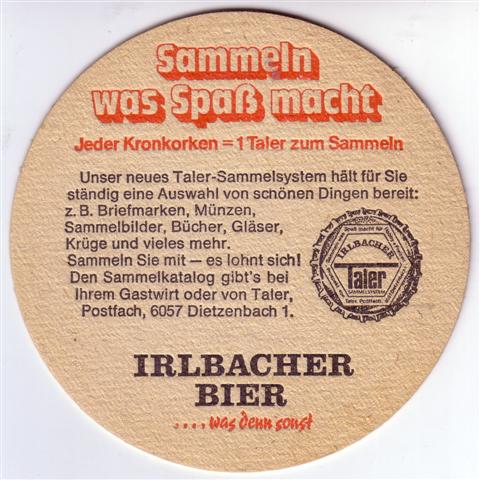 Sammeln
was Spaß macht
Jeder Kronkorken = 1 Taler zum Sammeln
Unser neues Taler-Sammelsystem hält für Sie
ständig eine Auswahl von schönen Dingen bereit:
z. B. Briefmarken, Münzen,
Sammelbilder, Bücher, Gläser,
Krüge und vieles mehr.
Sammeln Sie mit – es lohnt sich!
Den Sammelkatalog gibt's bei
Ihrem Gastwirt oder von Taler,
Postfach, 6057 Dietzenbach 1.
IRLBACHER
Taler
SAMMELSYSTEM
Taler, Postfach,
IRLBACHER
BIER
....was denn sonst